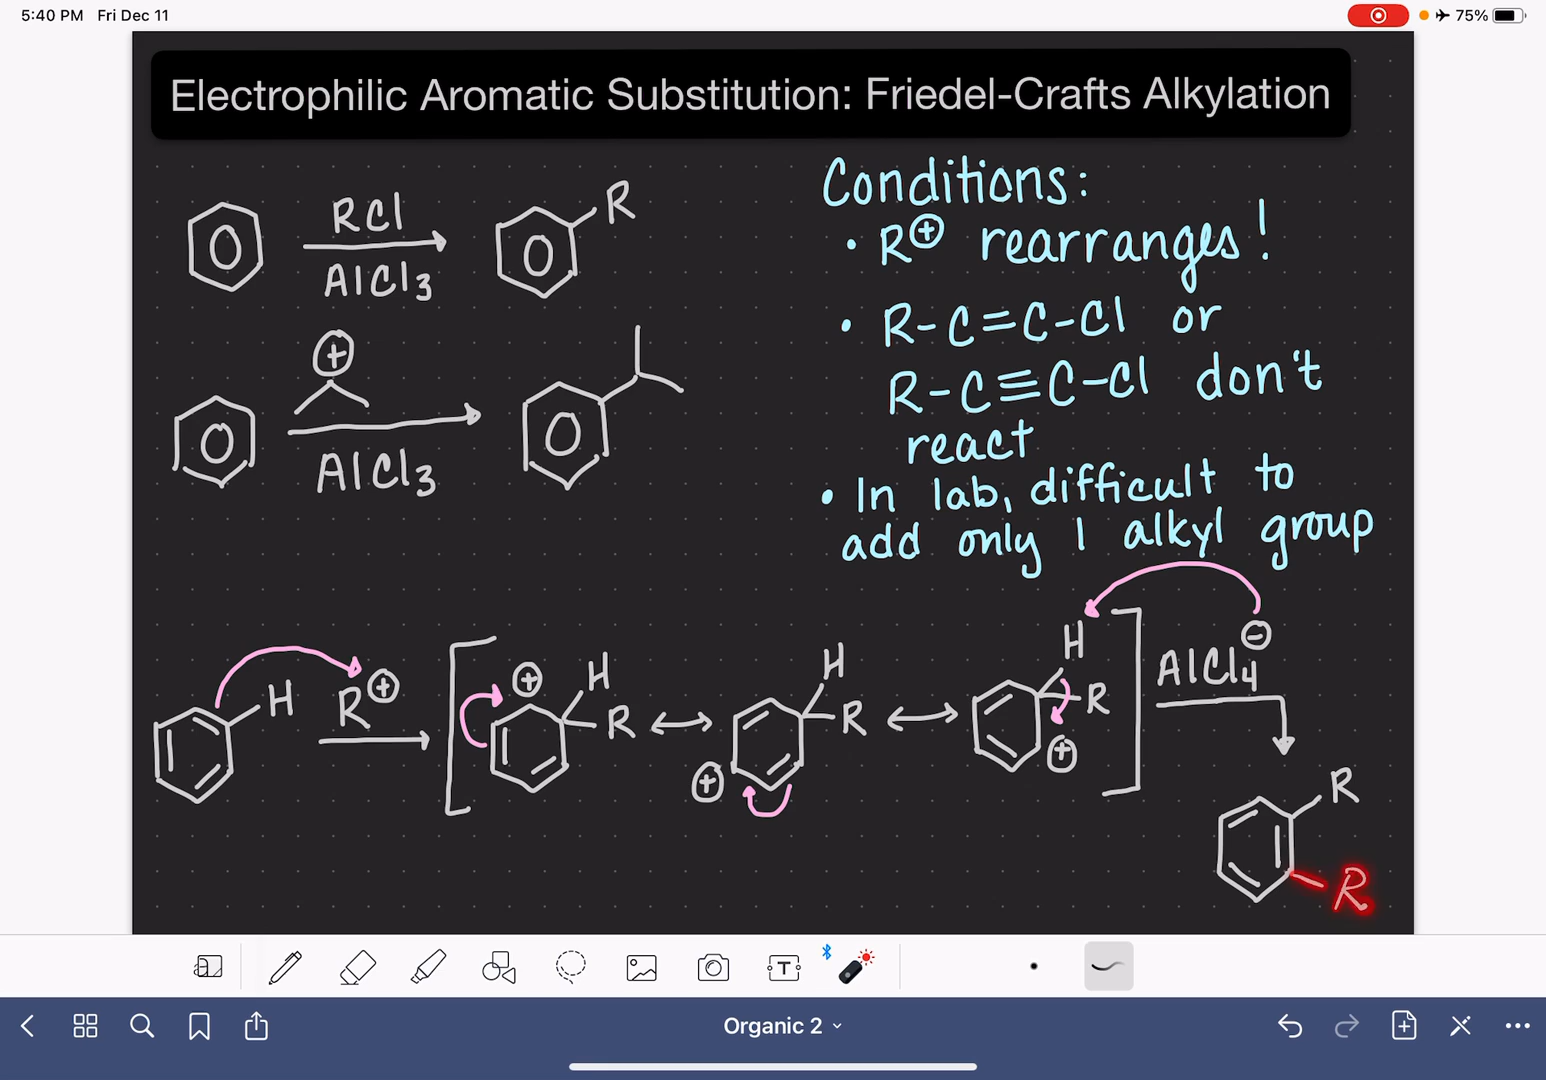 5:40 PM Fri Dec 11
75%
Electrophilic Aromatic Substitution: Friedel-Crafts Alkylation
RCl
AlCl3
R
⊕
AlCl3
Conditions:
• R⊕ rearranges!
• R-C=C-Cl or
R-C≡C-Cl don't
react
• In lab, difficult to
add only 1 alkyl group
H R⊕
⊕ H R
H R ⊕
H R ⊕
AlCl4 ⊖
R
R
T
Organic 2